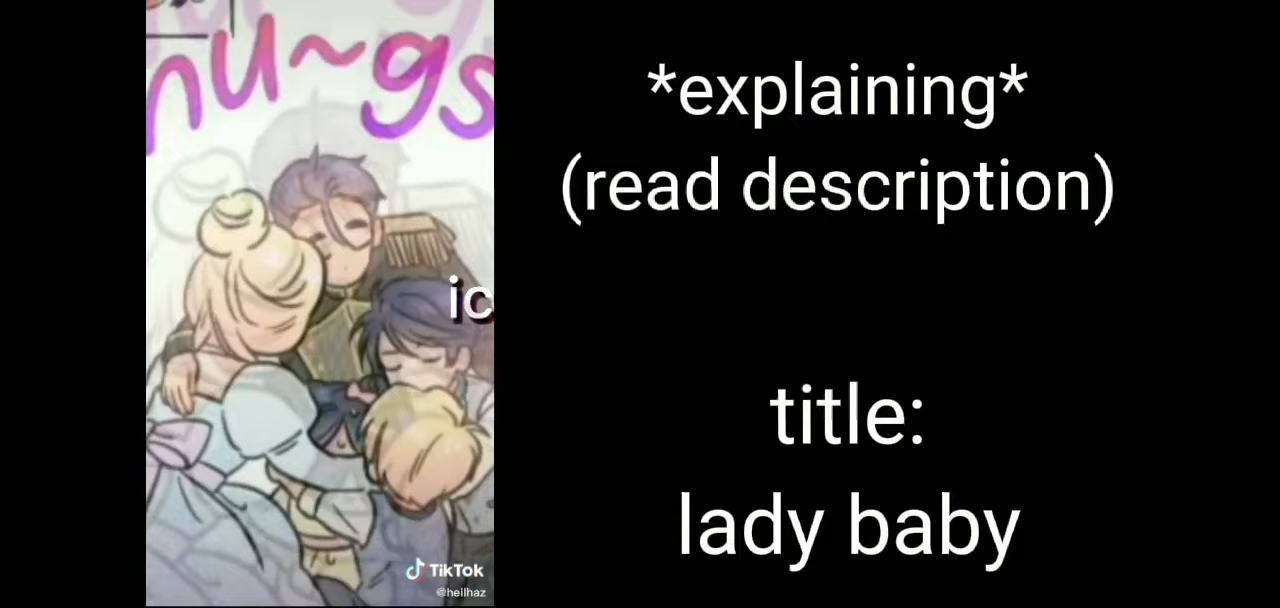 hu~gs
ic
TikTok
@heilhaz
*explaining*
(read description)
title:
lady baby